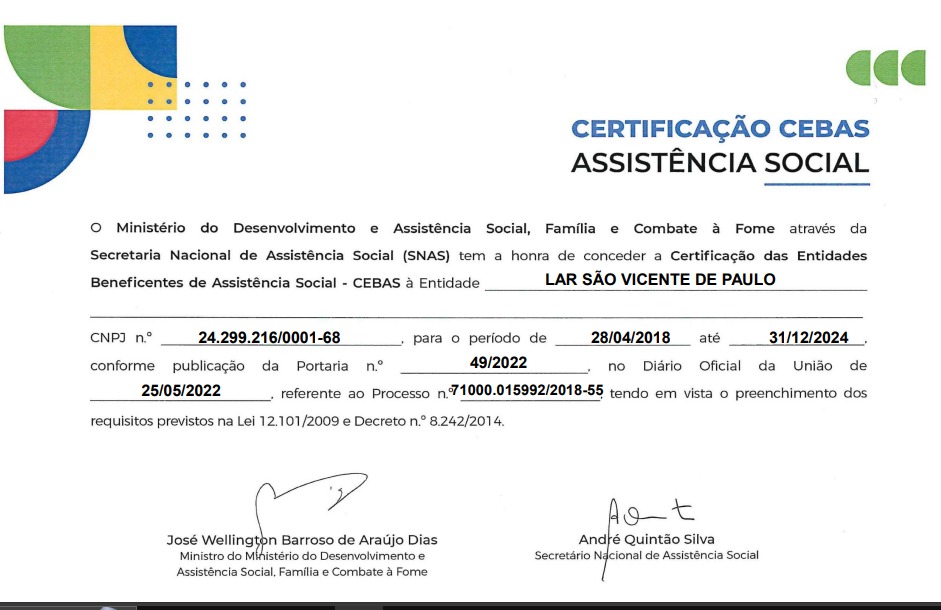 CERTIFICAÇÃO CEBAS
ASSISTÊNCIA SOCIAL
O Ministério do Desenvolvimento e Assistência Social, Família e Combate à Fome através da
Secretaria Nacional de Assistência Social (SNAS) tem a honra de conceder a Certificação das Entidades
Beneficentes de Assistência Social - CEBAS à Entidade LAR SÃO VICENTE DE PAULO
CNPJ n.º 24.299.216/0001-68, para o período de 28/04/2018 até 31/12/2024,
conforme publicação da Portaria n.º 49/2022, no Diário Oficial da União de
25/05/2022, referente ao Processo n.º 71000.015992/2018-55 tendo em vista o preenchimento dos
requisitos previstos na Lei 12.101/2009 e Decreto n.º 8.242/2014.
José Wellington Barroso de Araújo Dias
Ministro do Ministério do Desenvolvimento e
Assistência Social, Família e Combate à Fome
André Quintão Silva
Secretário Nacional de Assistência Social